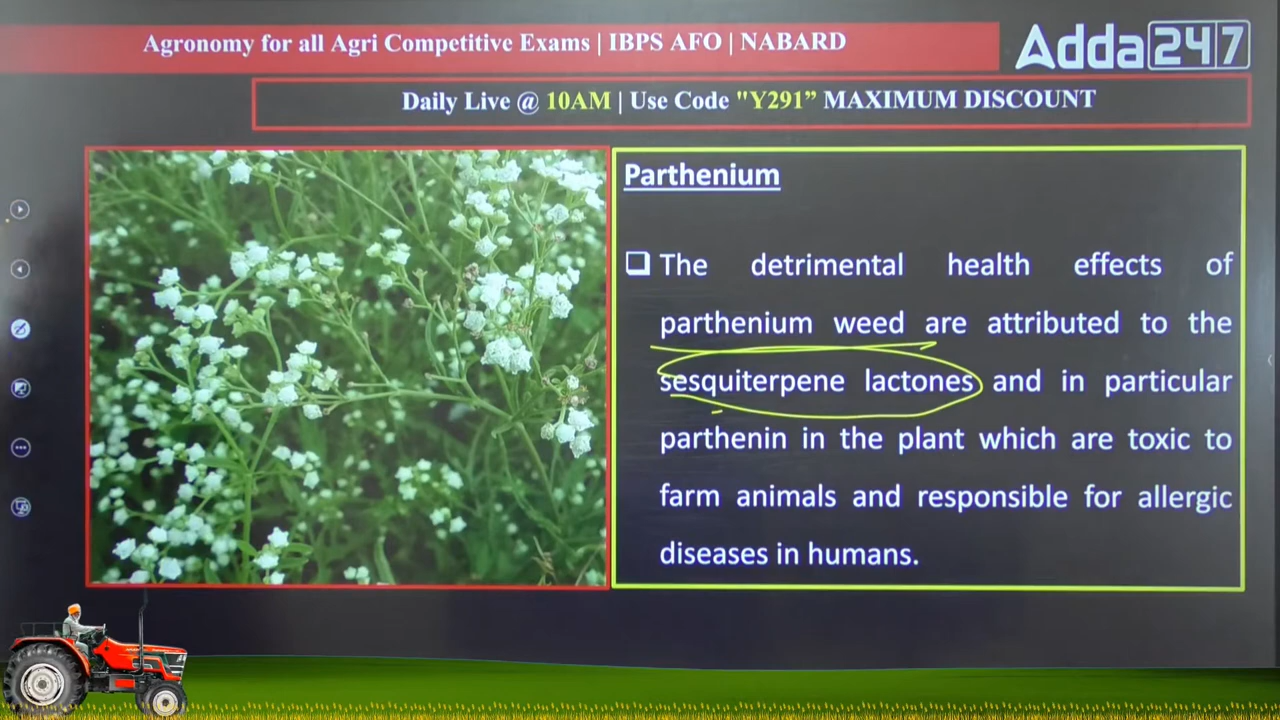 Agronomy for all Agri Competitive Exams | IBPS AFO | NABARD
Adda247
Daily Live @ 10AM | Use Code "Y291” MAXIMUM DISCOUNT
Parthenium
❑ The detrimental health effects of
parthenium weed are attributed to the
sesquiterpene lactones and in particular
parthenin in the plant which are toxic to
farm animals and responsible for allergic
diseases in humans.